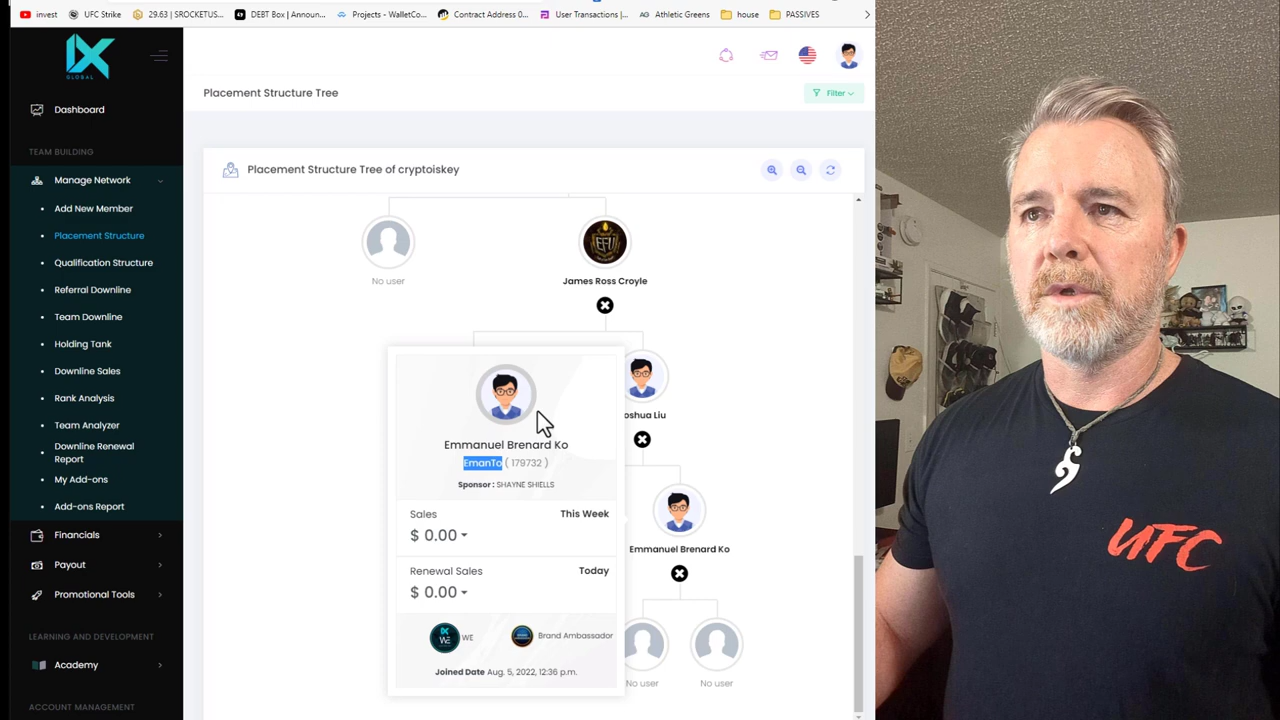 invest
UFC Strike
29.63 | SROCKETUS...
DEBT Box | Announ...
Projects - WalletCo...
Contract Address 0...
User Transactions |...
Athletic Greens
house
PASSIVES
IX
GLOBAL
Placement Structure Tree
Filter
Dashboard
TEAM BUILDING
Manage Network
Add New Member
Placement Structure
Qualification Structure
Referral Downline
Team Downline
Holding Tank
Downline Sales
Rank Analysis
Team Analyzer
Downline Renewal
Report
My Add-ons
Add-ons Report
Financials
Payout
Promotional Tools
LEARNING AND DEVELOPMENT
Academy
ACCOUNT MANAGEMENT
Placement Structure Tree of cryptoiskey
No user
EFU
James Ross Croyle
oshua Liu
Emmanuel Brenard Ko
EmanTo ( 179732 )
Sponsor : SHAYNE SHIELLS
Sales
This Week
$ 0.00
Renewal Sales
Today
$ 0.00
WE
WE
Brand Ambassador
Joined Date Aug. 5, 2022, 12:36 p.m.
Emmanuel Brenard Ko
No user
No user
UFC